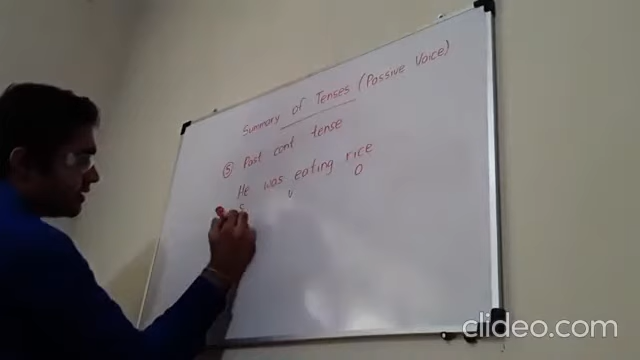 Summary of Tenses (Passive Voice)
⑤ Past cont tense
He was eating rice
S V O
clideo.com